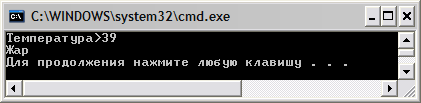 C:\WINDOWS\system32\cmd.exe
Температура>39
Жар
Для продолжения нажмите любую клавишу . . .